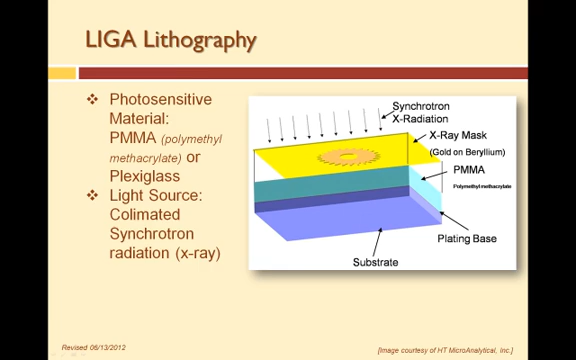 LIGA Lithography
❖ Photosensitive
Material:
PMMA (polymethyl
methacrylate) or
Plexiglass
❖ Light Source:
Colimated
Synchrotron
radiation (x-ray)
Synchrotron
X-Radiation
X-Ray Mask
(Gold on Beryllium)
PMMA
Polymethyl methacrylate
Plating Base
Substrate
Revised 06/13/2012
[Image courtesy of HT MicroAnalytical, Inc.]